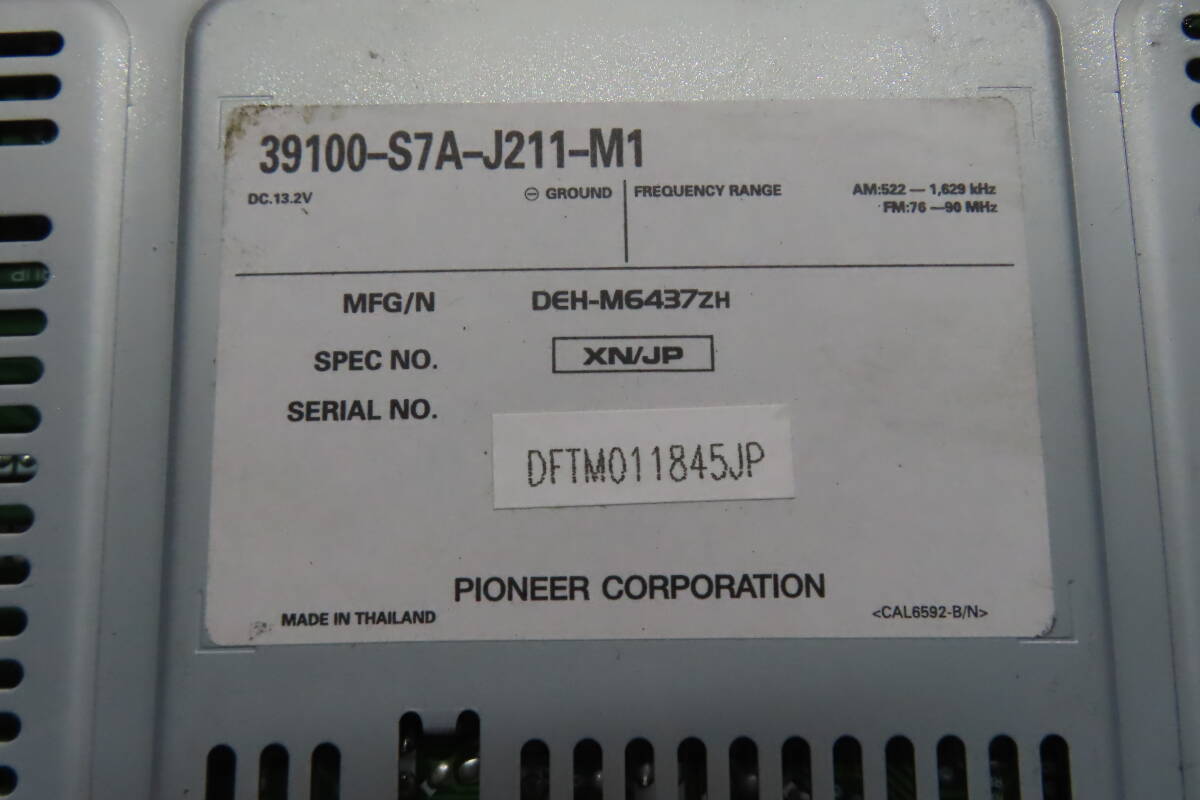 39100-S7A-J211-M1
DC.13.2V
⊖ GROUND
FREQUENCY RANGE
AM:522 — 1,629 kHz
FM:76 —90 MHz
MFG/N DEH-M6437ZH
SPEC NO. XN/JP
SERIAL NO.
DFTM011845JP
PIONEER CORPORATION
MADE IN THAILAND
<CAL6592-B/N>